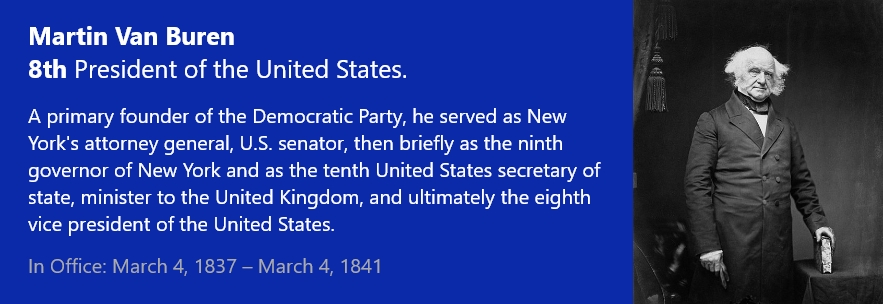 Martin Van Buren
8th President of the United States.
A primary founder of the Democratic Party, he served as New
York's attorney general, U.S. senator, then briefly as the ninth
governor of New York and as the tenth United States secretary of
state, minister to the United Kingdom, and ultimately the eighth
vice president of the United States.
In Office: March 4, 1837 – March 4, 1841